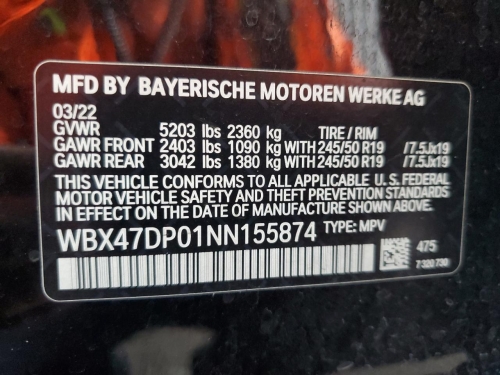 MFD BY BAYERISCHE MOTOREN WERKE AG
03/22
GVWR 5203 lbs 2360 kg TIRE / RIM
GAWR FRONT 2403 lbs 1090 kg WITH 245/50 R19 /7.5Jx19
GAWR REAR 3042 lbs 1380 kg WITH 245/50 R19 /7.5Jx19
THIS VEHICLE CONFORMS TO ALL APPLICABLE U. S. FEDERAL
MOTOR VEHICLE SAFETY AND THEFT PREVENTION STANDARDS
IN EFFECT ON THE DATE OF MANUFACTURE SHOWN ABOVE.
WBX47DP01NN155874 TYPE: MPV
475
7 320 730